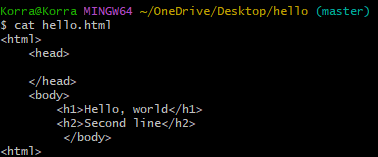 Korra@Korra MINGW64 ~/OneDrive/Desktop/hello (master)
$ cat hello.html
<html>
    <head>

    </head>
    <body>
        <h1>Hello, world</h1>
        <h2>Second line</h2>
         </body>
<html>